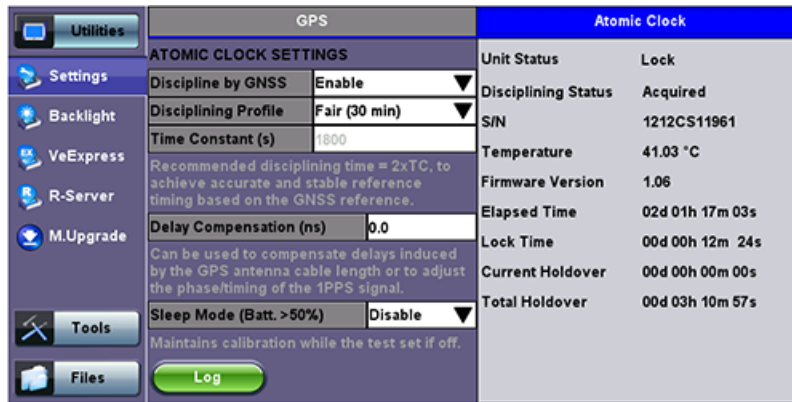 Utilities
Settings
Backlight
VeExpress
R-Server
M.Upgrade
Tools
Files
GPS
ATOMIC CLOCK SETTINGS
Discipline by GNSS Enable
Disciplining Profile Fair (30 min)
Time Constant (s) 1800
Recommended disciplining time = 2xTC, to
achieve accurate and stable reference
timing based on the GNSS reference.
Delay Compensation (ns) 0.0
Can be used to compensate delays induced
by the GPS antenna cable length or to adjust
the phase/timing of the 1PPS signal.
Sleep Mode (Batt. >50%) Disable
Maintains calibration while the test set if off.
Log
Atomic Clock
Unit Status Lock
Disciplining Status Acquired
S/N 1212CS11961
Temperature 41.03 °C
Firmware Version 1.06
Elapsed Time 02d 01h 17m 03s
Lock Time 00d 00h 12m 24s
Current Holdover 00d 00h 00m 00s
Total Holdover 00d 03h 10m 57s